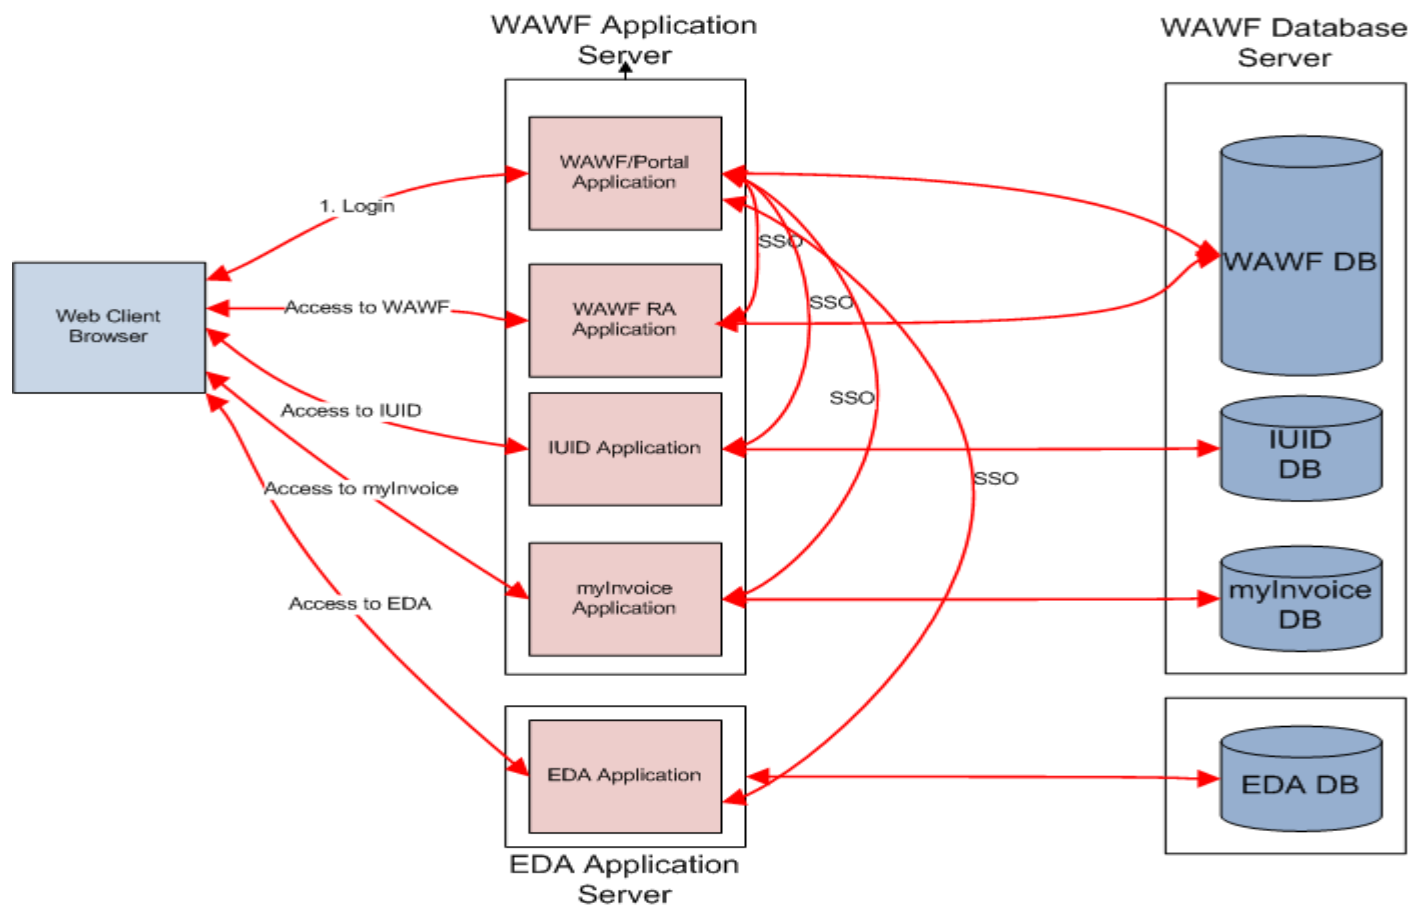 WAWF Application
Server
WAWF Database
Server
WAWF/Portal
Application
1. Login
SSO
WAWF DB
Web Client
Browser
Access to WAWF
WAWF RA
Application
SSO
Access to IUID
IUID Application
SSO
IUID
DB
Access to myInvoice
SSO
myInvoice
Application
myInvoice
DB
Access to EDA
EDA Application
EDA DB
EDA Application
Server